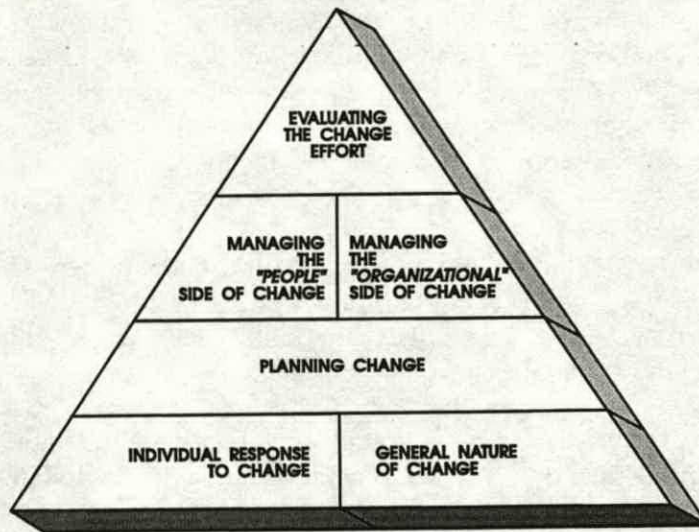 EVALUATING
THE CHANGE
EFFORT
MANAGING
THE
"PEOPLE"
SIDE OF CHANGE
MANAGING
THE
"ORGANIZATIONAL"
SIDE OF CHANGE
PLANNING CHANGE
INDIVIDUAL RESPONSE
TO CHANGE
GENERAL NATURE
OF CHANGE